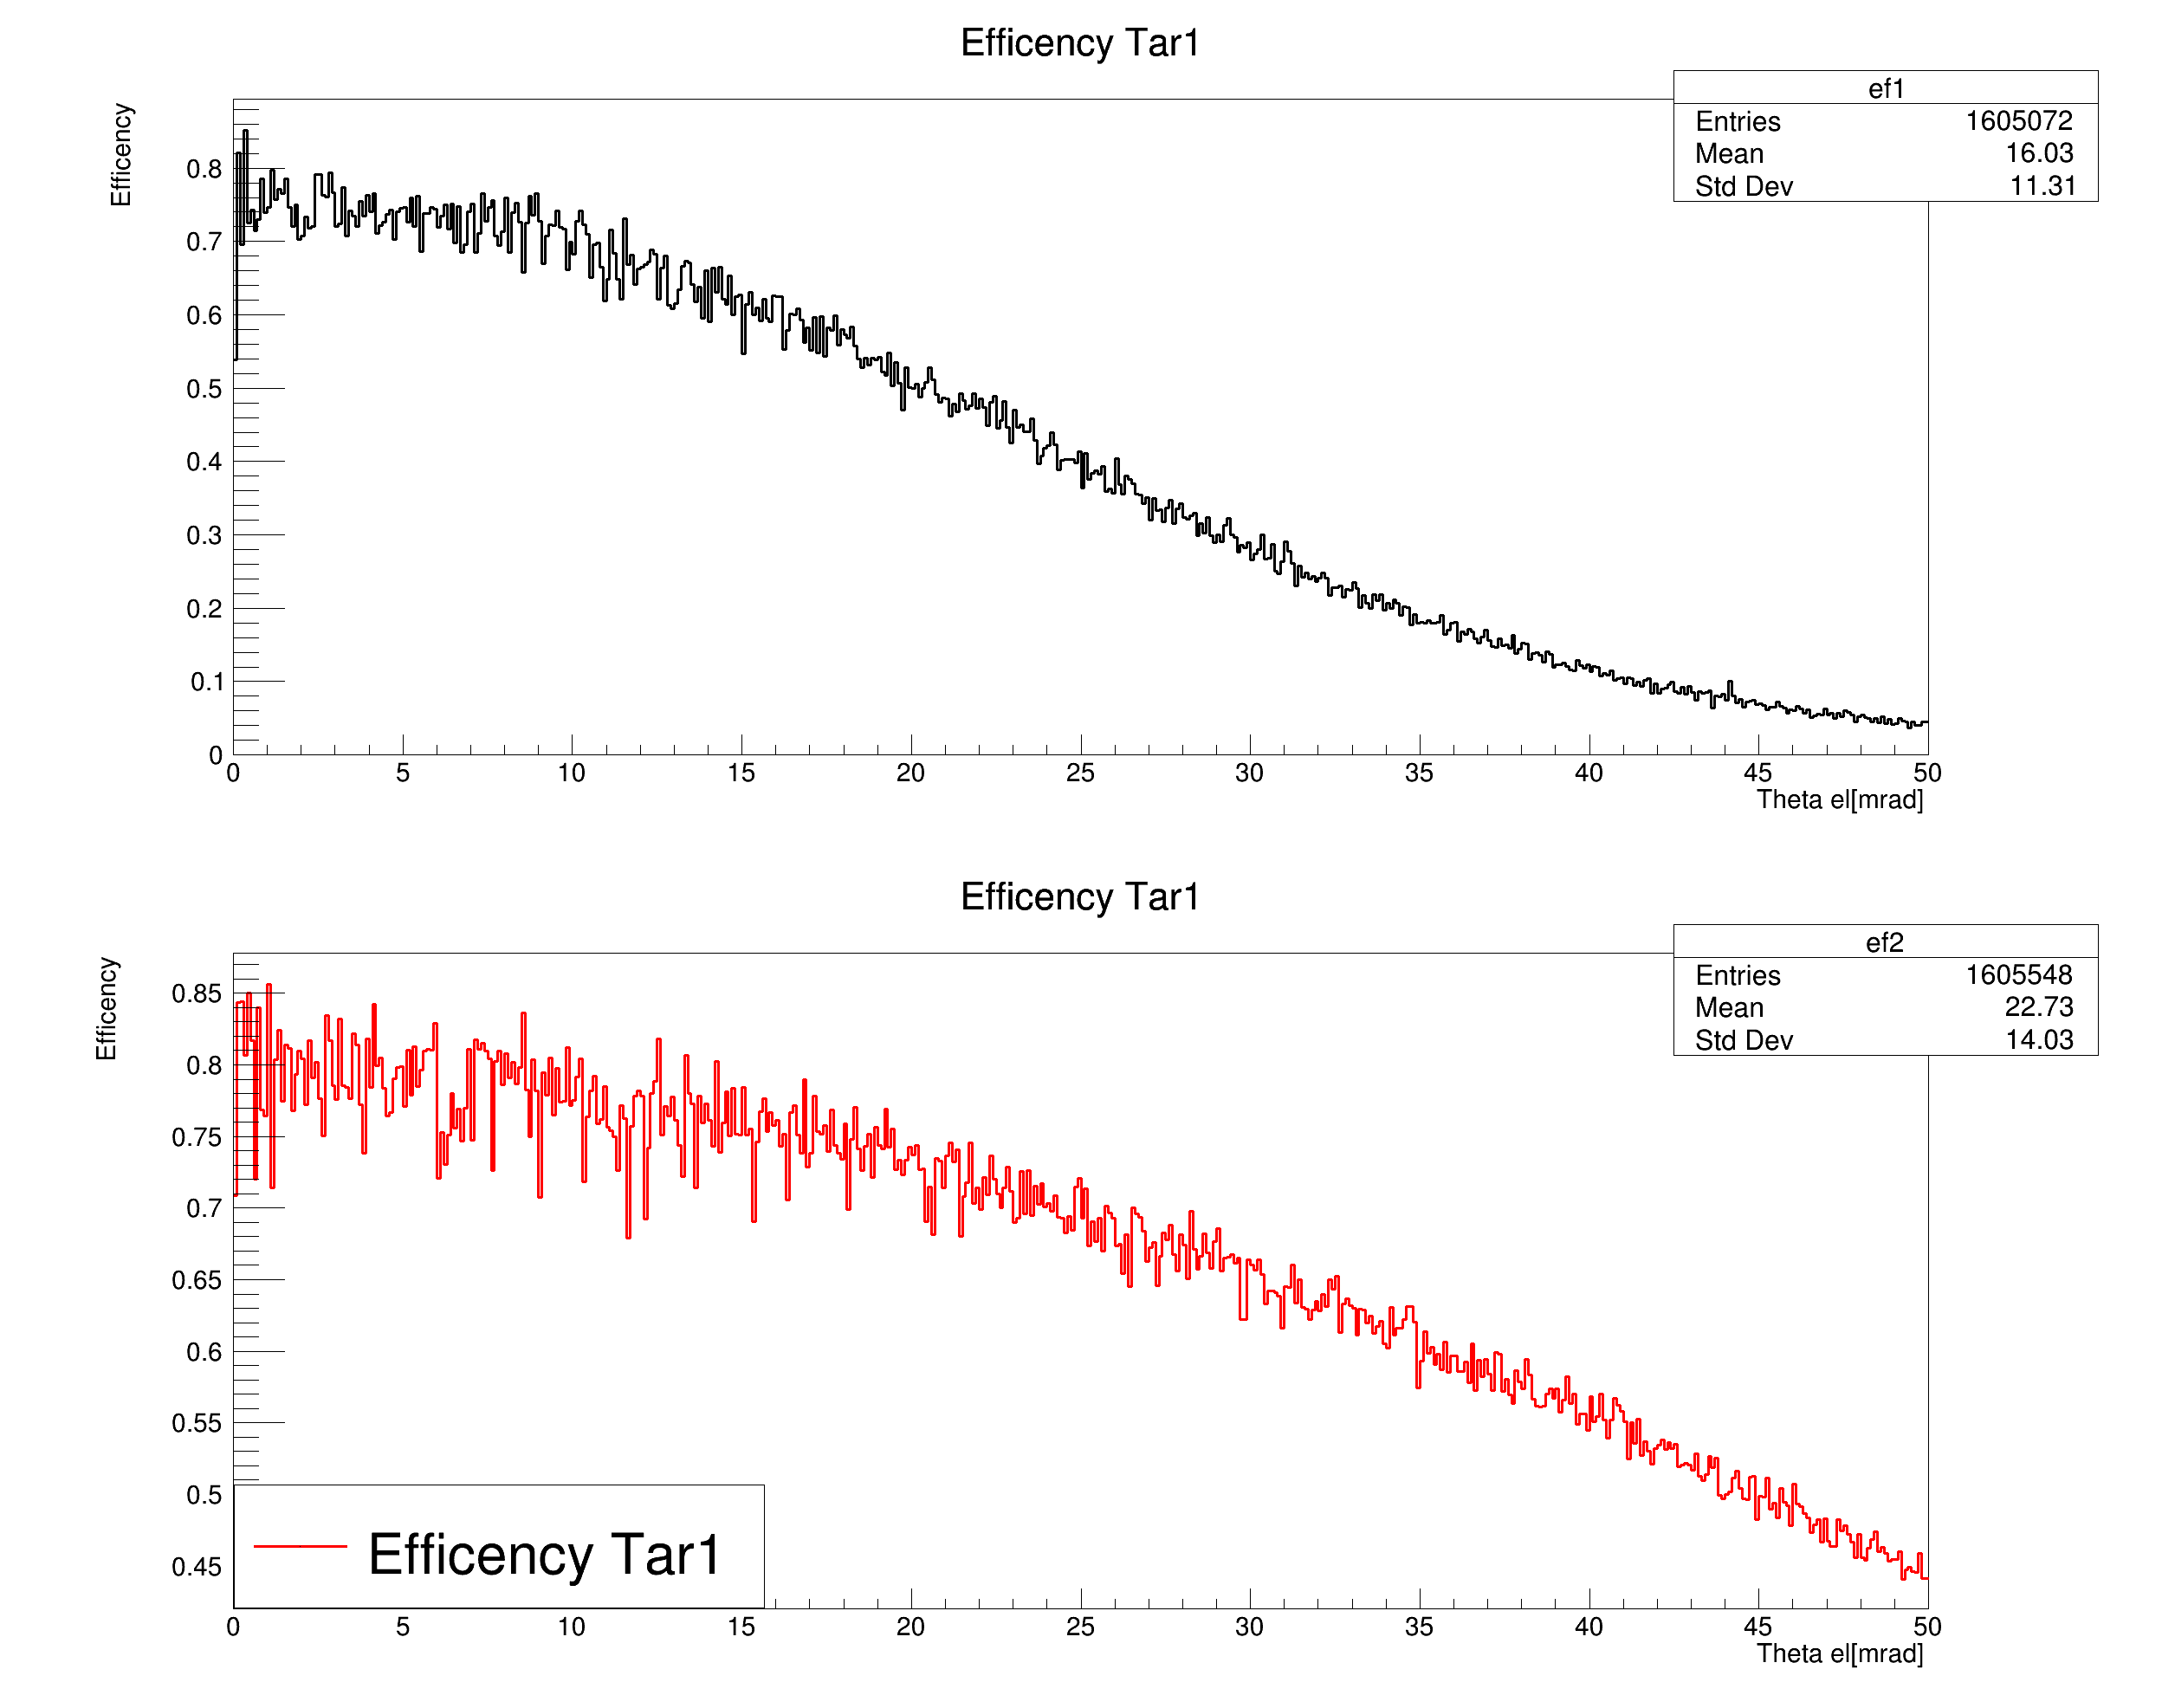 Efficency Tar1
Efficency
ef1
Entries 1605072
Mean 16.03
Std Dev 11.31
0.8
0.7
0.6
0.5
0.4
0.3
0.2
0.1
0
0 5 10 15 20 25 30 35 40 45 50
Theta el[mrad]
Efficency Tar1
Efficency
ef2
Entries 1605548
Mean 22.73
Std Dev 14.03
0.85
0.8
0.75
0.7
0.65
0.6
0.55
0.5
0.45
Efficency Tar1
0 5 10 15 20 25 30 35 40 45 50
Theta el[mrad]